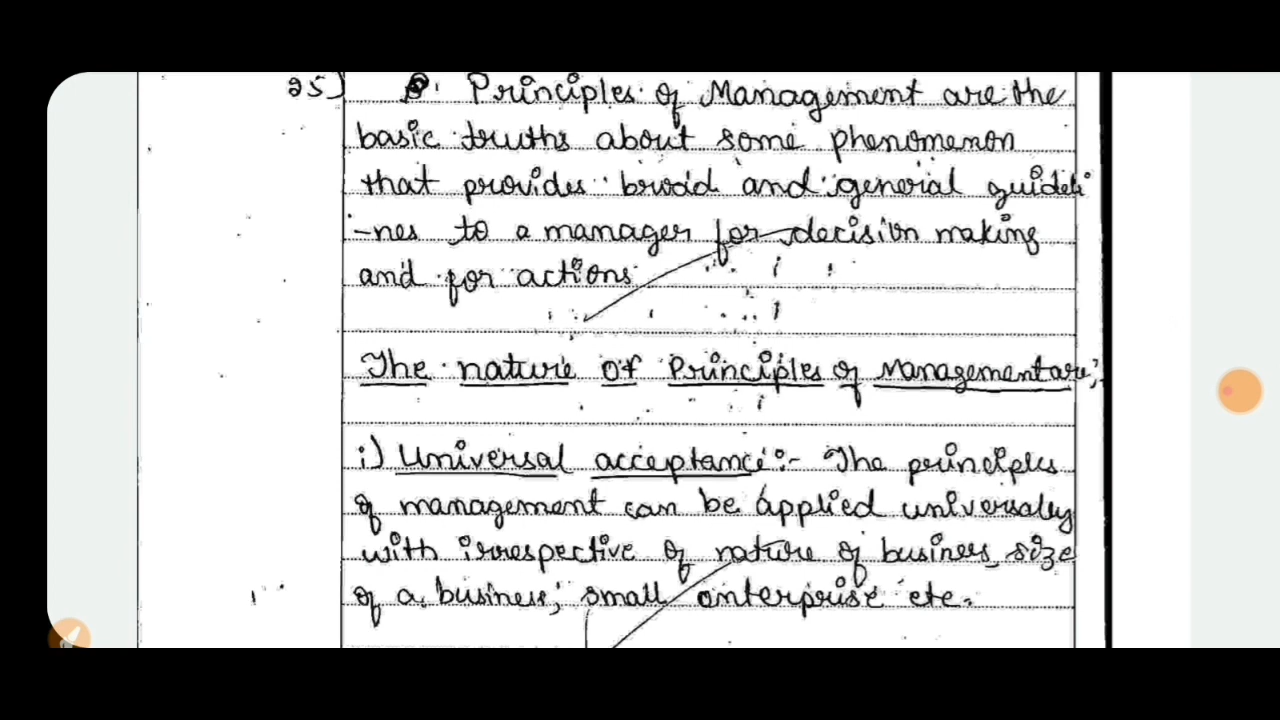 25) Principles of Management are the
basic truths about some phenomenon
that provides broad and general guideli
-nes to a manager for decision making
and for actions
The nature of Principles of Management are;
i) Universal acceptance:- The principles
of management can be applied universally
with irrespective of nature of business, size
of a business, small enterprise etc.